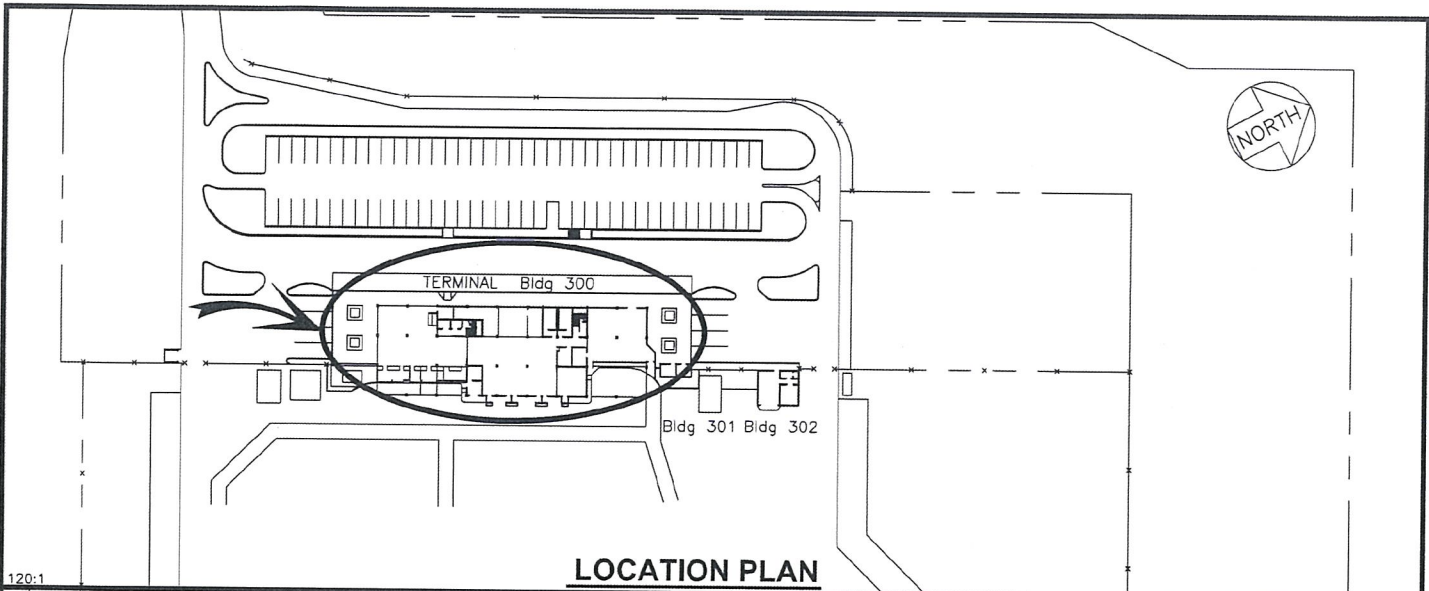 NORTH
TERMINAL Bldg 300
Bldg 301 Bldg 302
LOCATION PLAN
120:1